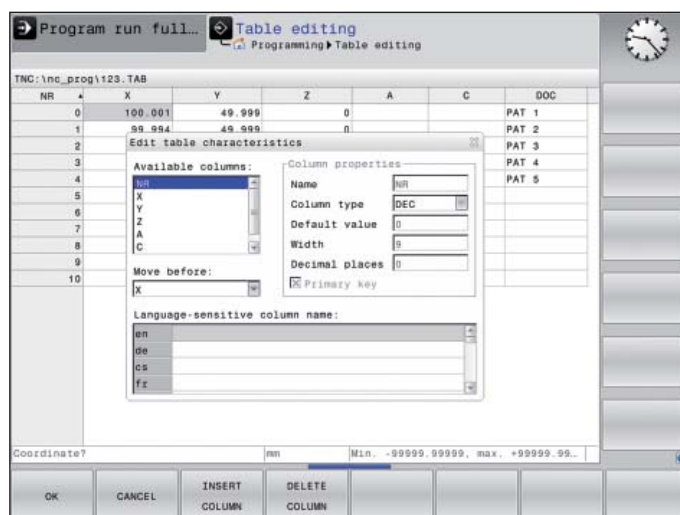 Program run full…
Table editing
Programming▸Table editing
TNC:\nc_prog\123.TAB
NR X Y Z A C DOC
0 100.001 49.999 0 PAT 1
1 99.994 49.999 0 PAT 2
2 PAT 3
3 PAT 4
4 PAT 5
5
6
7
8
9
10
Edit table characteristics
Available columns:
NR
X
Y
Z
A
C
Move before:
X
Column properties
Name NR
Column type DEC
Default value 0
Width 9
Decimal places 0
Primary key
Language-sensitive column name:
en
de
cs
fr
Coordinate? mm Min. -99999.99999, max. +99999.99…
OK
CANCEL
INSERT
COLUMN
DELETE
COLUMN